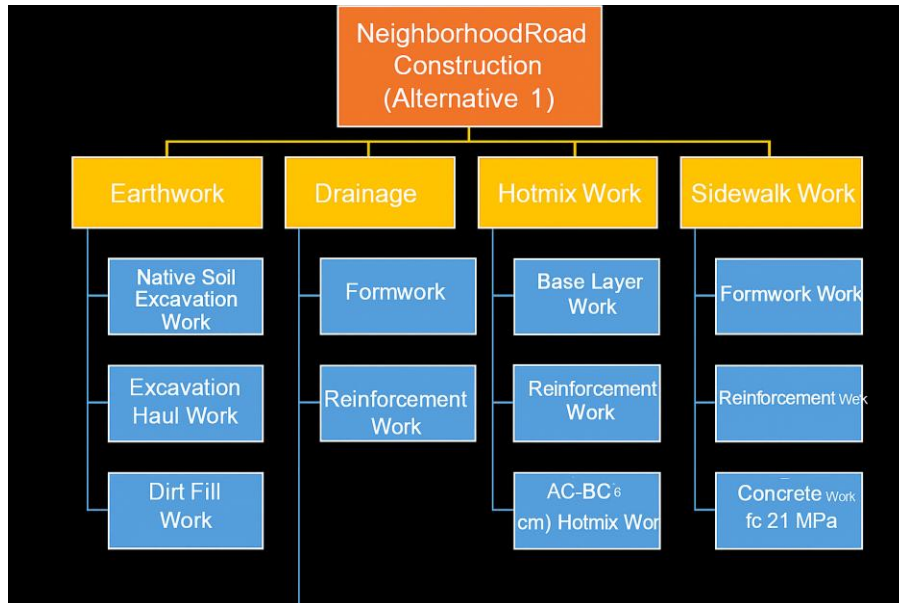 NeighborhoodRoad
Construction
(Alternative 1)
Earthwork
Drainage
Hotmix Work
Sidewalk Work
Native Soil
Excavation
Work
Formwork
Base Layer
Work
Formwork Work
Excavation
Haul Work
Reinforcement
Work
Reinforcement
Work
Reinforcement
Dirt Fill
Work
AC-BC 6
cm) Hotmix Wor
Concrete Work
fc 21 MPa